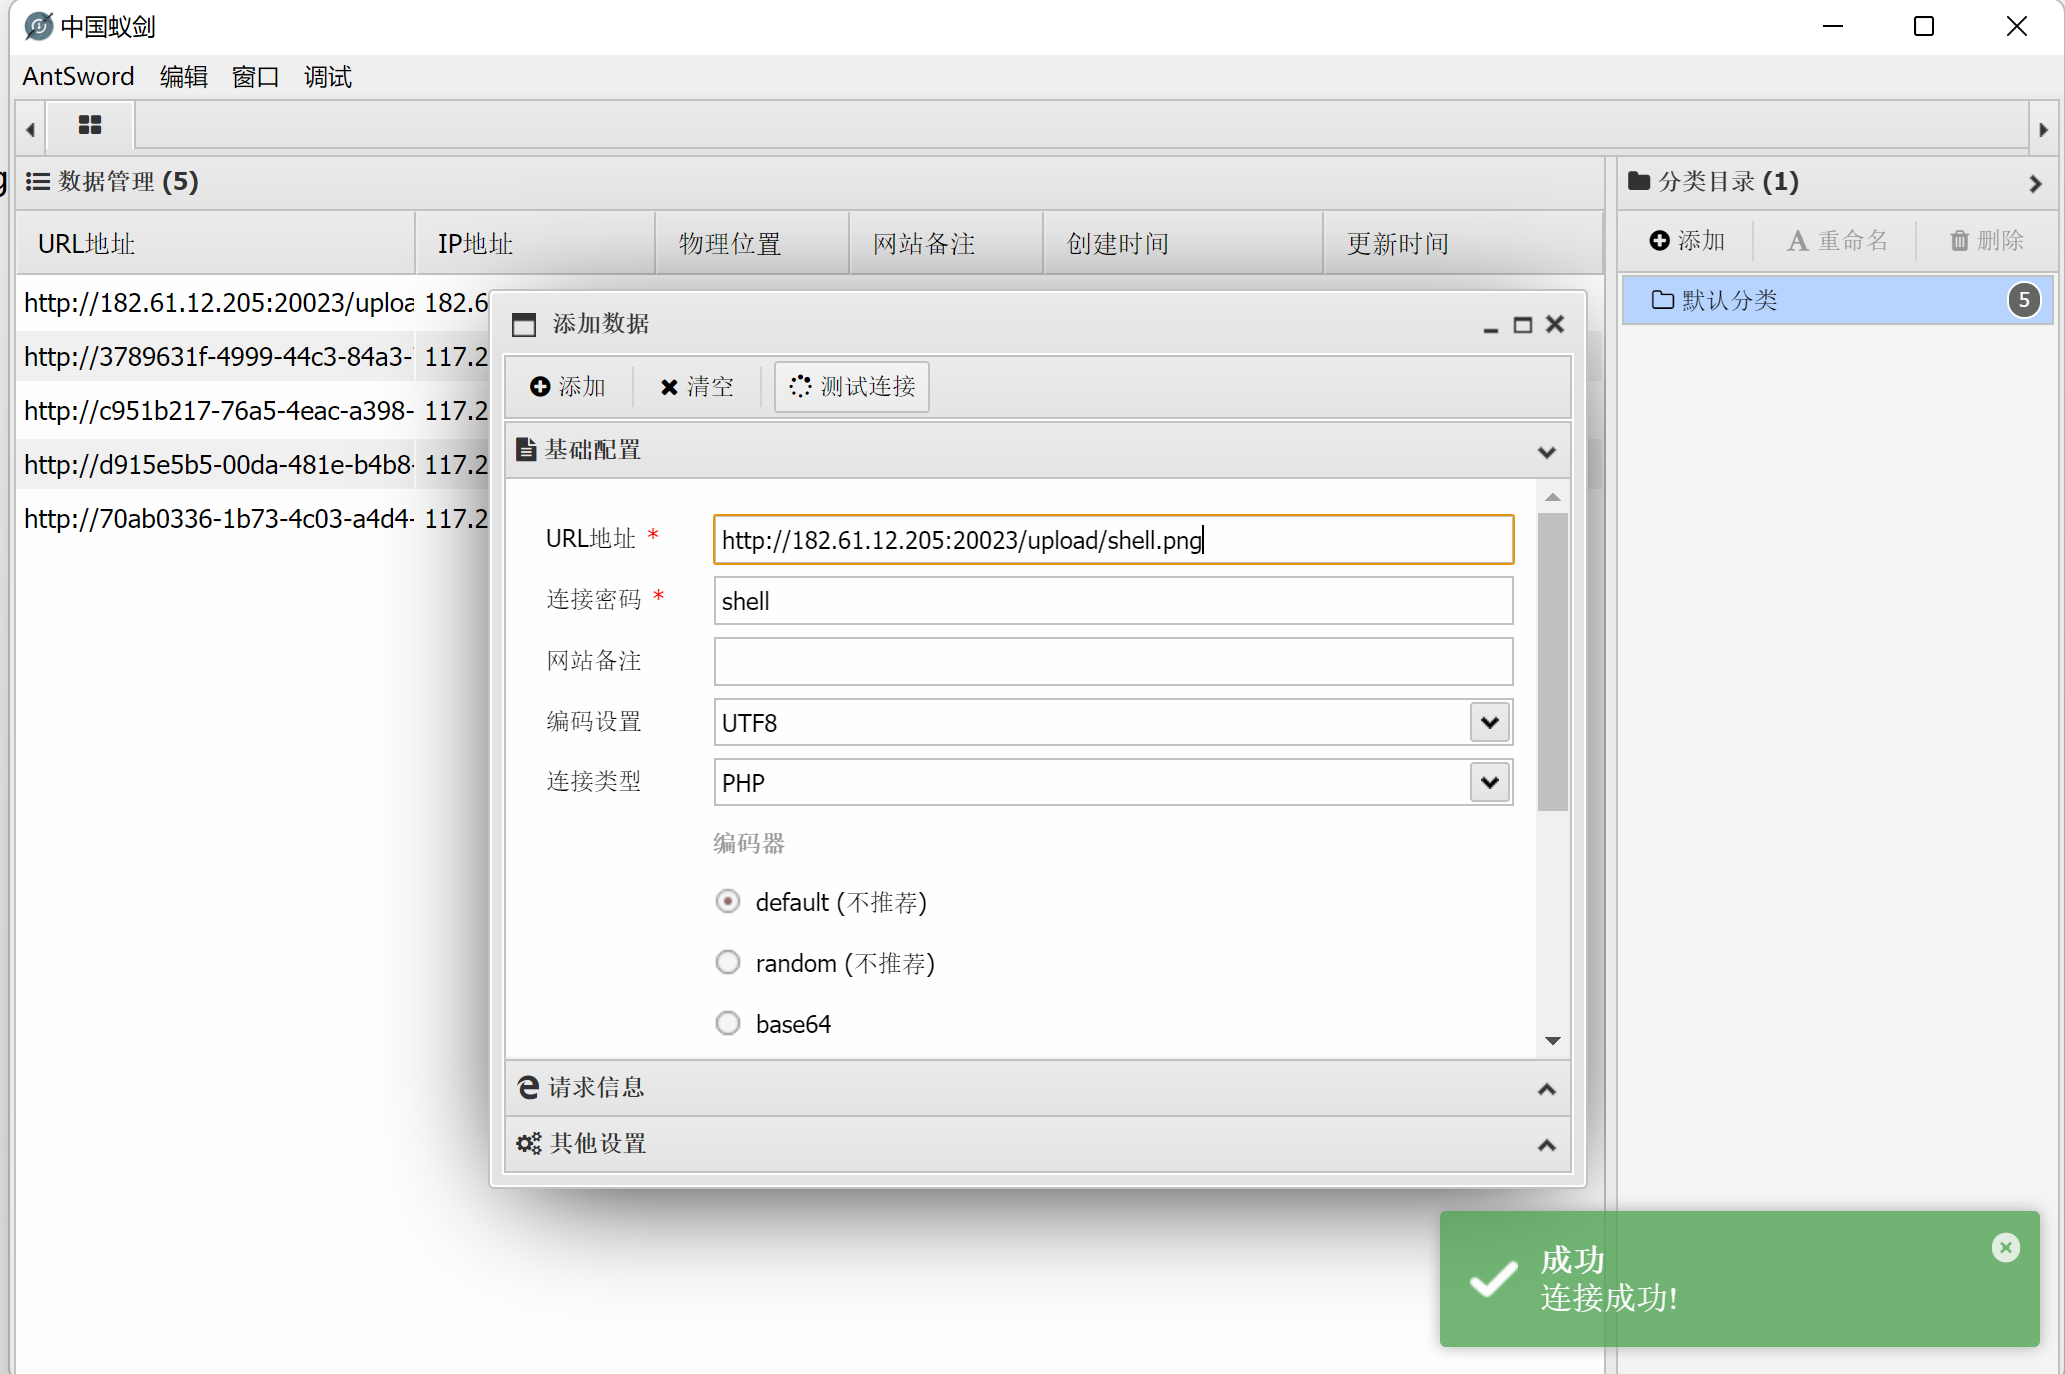 中国蚁剑
AntSword 编辑 窗口 调试
数据管理 (5)
分类目录 (1)
URL地址 IP地址 物理位置 网站备注 创建时间 更新时间
添加 重命名 删除
http://182.61.12.205:20023/uploa 182.6
http://3789631f-4999-44c3-84a3- 117.2
http://c951b217-76a5-4eac-a398- 117.2
http://d915e5b5-00da-481e-b4b8- 117.2
http://70ab0336-1b73-4c03-a4d4- 117.2
默认分类 5
添加数据
添加 清空 测试连接
基础配置
URL地址 * http://182.61.12.205:20023/upload/shell.png
连接密码 * shell
网站备注
编码设置 UTF8
连接类型 PHP
编码器
default (不推荐)
random (不推荐)
base64
请求信息
其他设置
成功
连接成功!